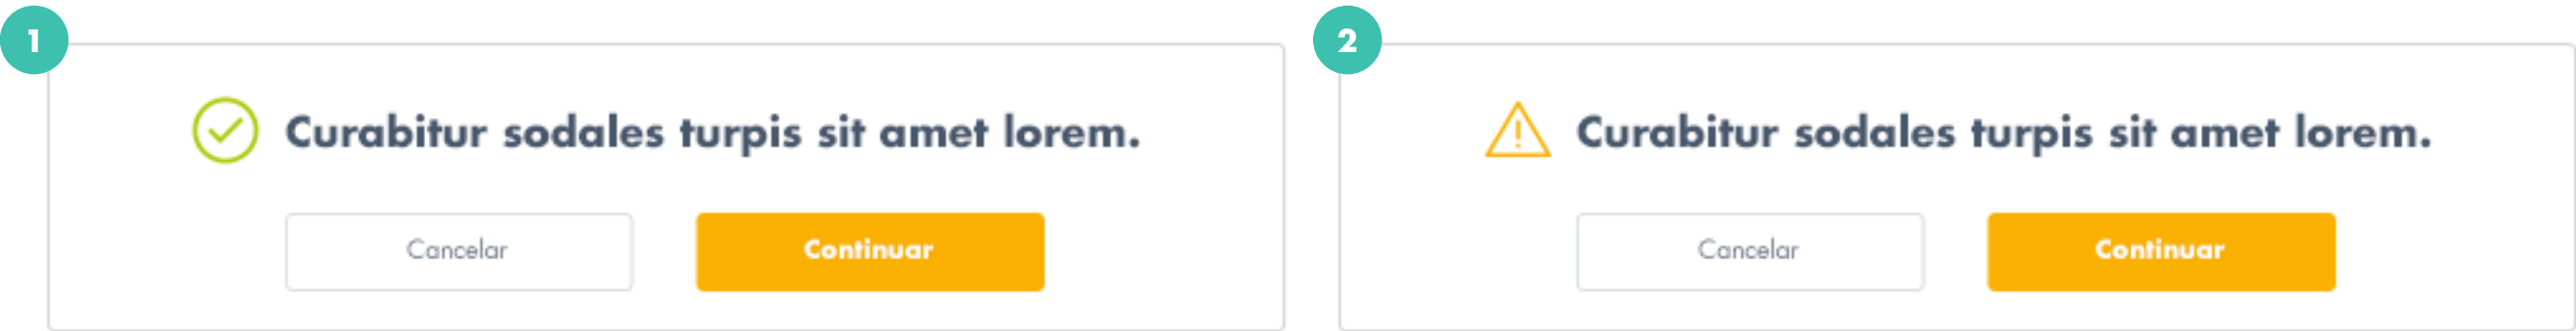 1
Curabitur sodales turpis sit amet lorem.
Cancelar
Continuar
2
Curabitur sodales turpis sit amet lorem.
Cancelar
Continuar